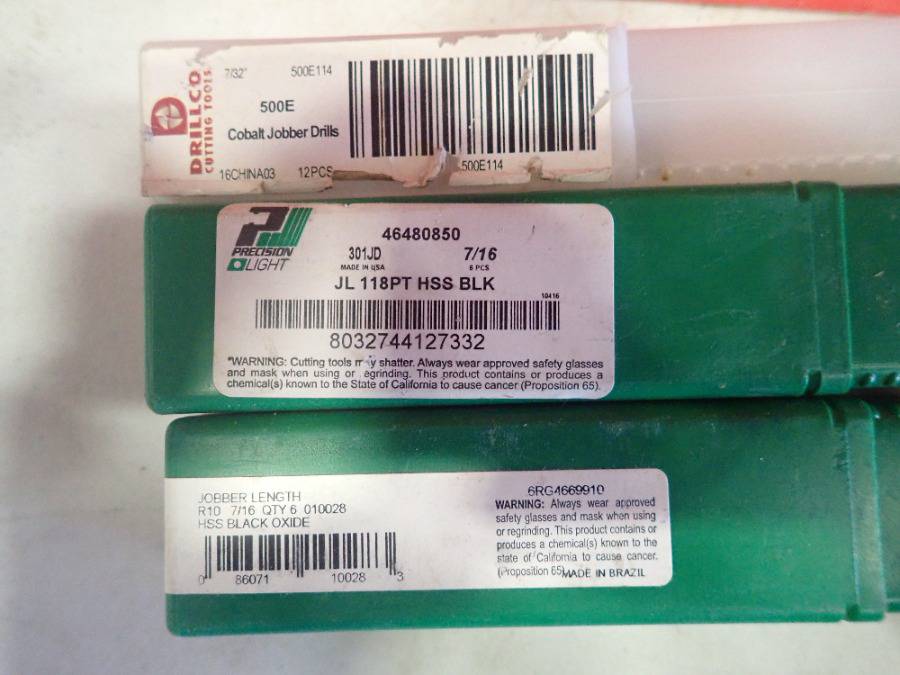 DRILLCO
CUTTING TOOLS
7/32" 500E114
500E
Cobalt Jobber Drills
16CHINA03 12PCS
500E114
PRECISION
LIGHT
46480850
301JD 7/16
MADE IN USA 6 PCS
JL 118PT HSS BLK
10416
8032744127332
*WARNING: Cutting tools may shatter. Always wear approved safety glasses
and mask when using or regrinding. This product contains or produces a
chemical(s) known to the State of California to cause cancer (Proposition 65).
JOBBER LENGTH
R10 7/16 QTY 6 010028
HSS BLACK OXIDE
0 86071 10028 3
6RG4669910
WARNING: Always wear approved
safety glasses and mask when using
or regrinding. This product contains or
produces a chemical(s) known to the
state of California to cause cancer.
(Proposition 65) MADE IN BRAZIL